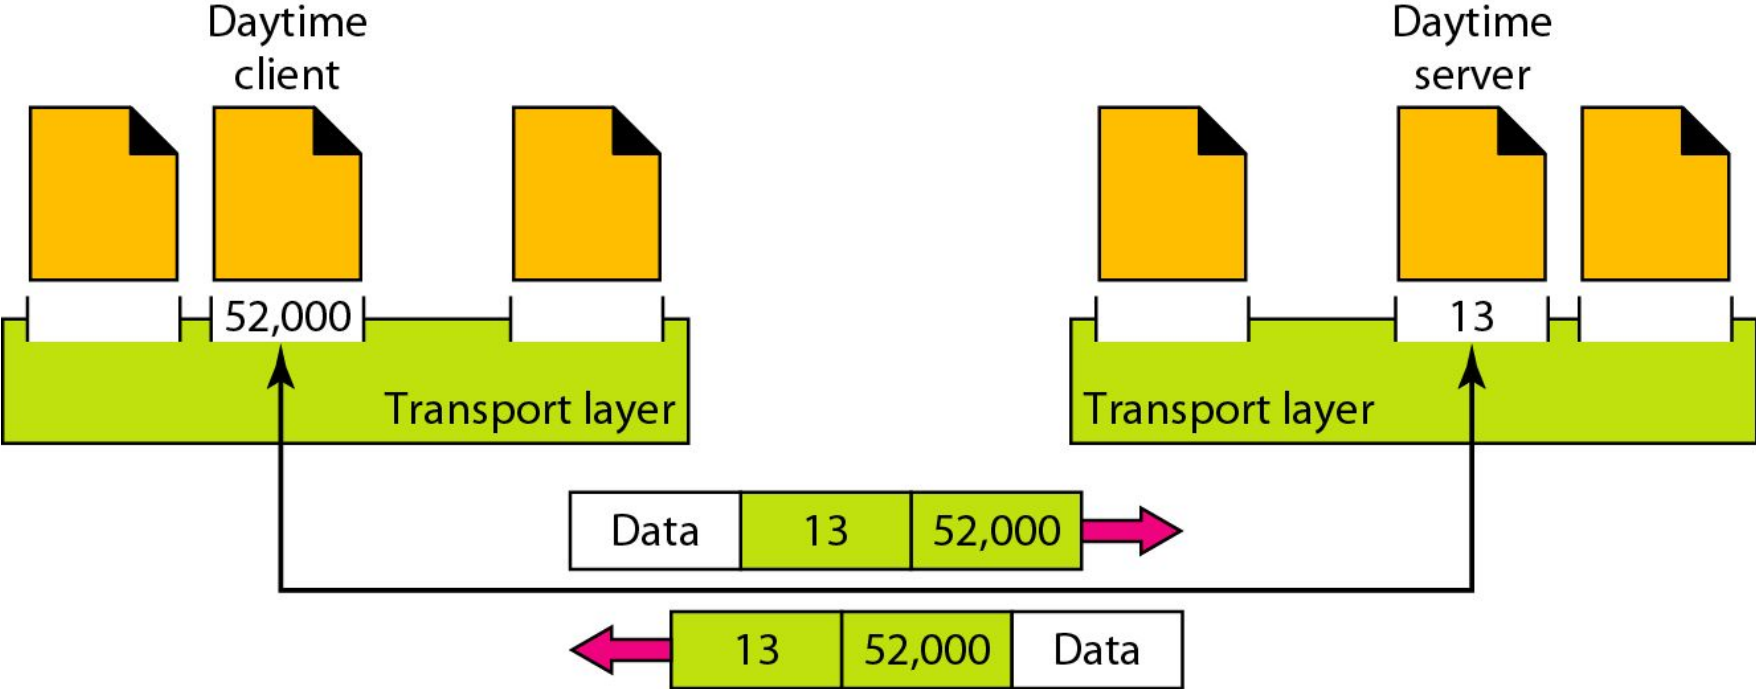 Daytime
client
Daytime
server
52,000
13
Transport layer
Transport layer
Data 13 52,000
13 52,000 Data